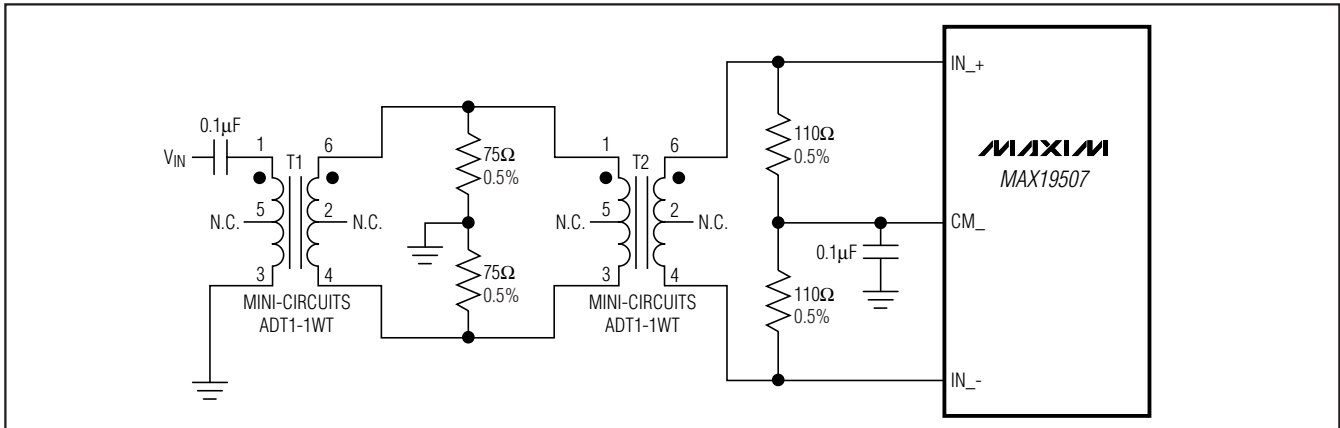 IN_+
110Ω
0.5%
MAXIM
MAX19507
0.1µF
V_IN
1
T1
6
75Ω
0.5%
1
T2
6
5
2
N.C.
N.C.
5
2
N.C.
N.C.
CM_
0.1µF
3
4
75Ω
0.5%
3
4
110Ω
0.5%
MINI-CIRCUITS
ADT1-1WT
MINI-CIRCUITS
ADT1-1WT
IN_-